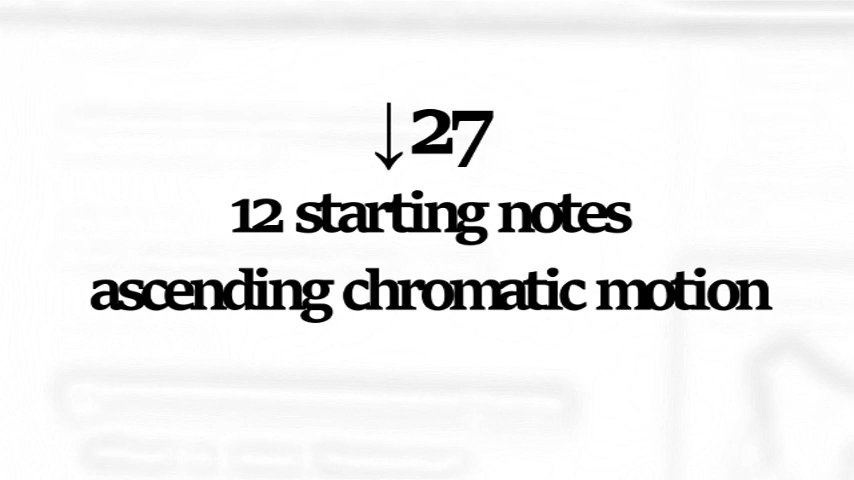 ↓27
12 starting notes
ascending chromatic motion